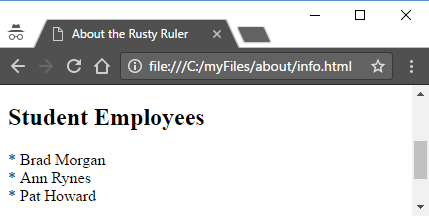 About the Rusty Ruler
file:///C:/myFiles/about/info.html
Student Employees
* Brad Morgan
* Ann Rynes
* Pat Howard